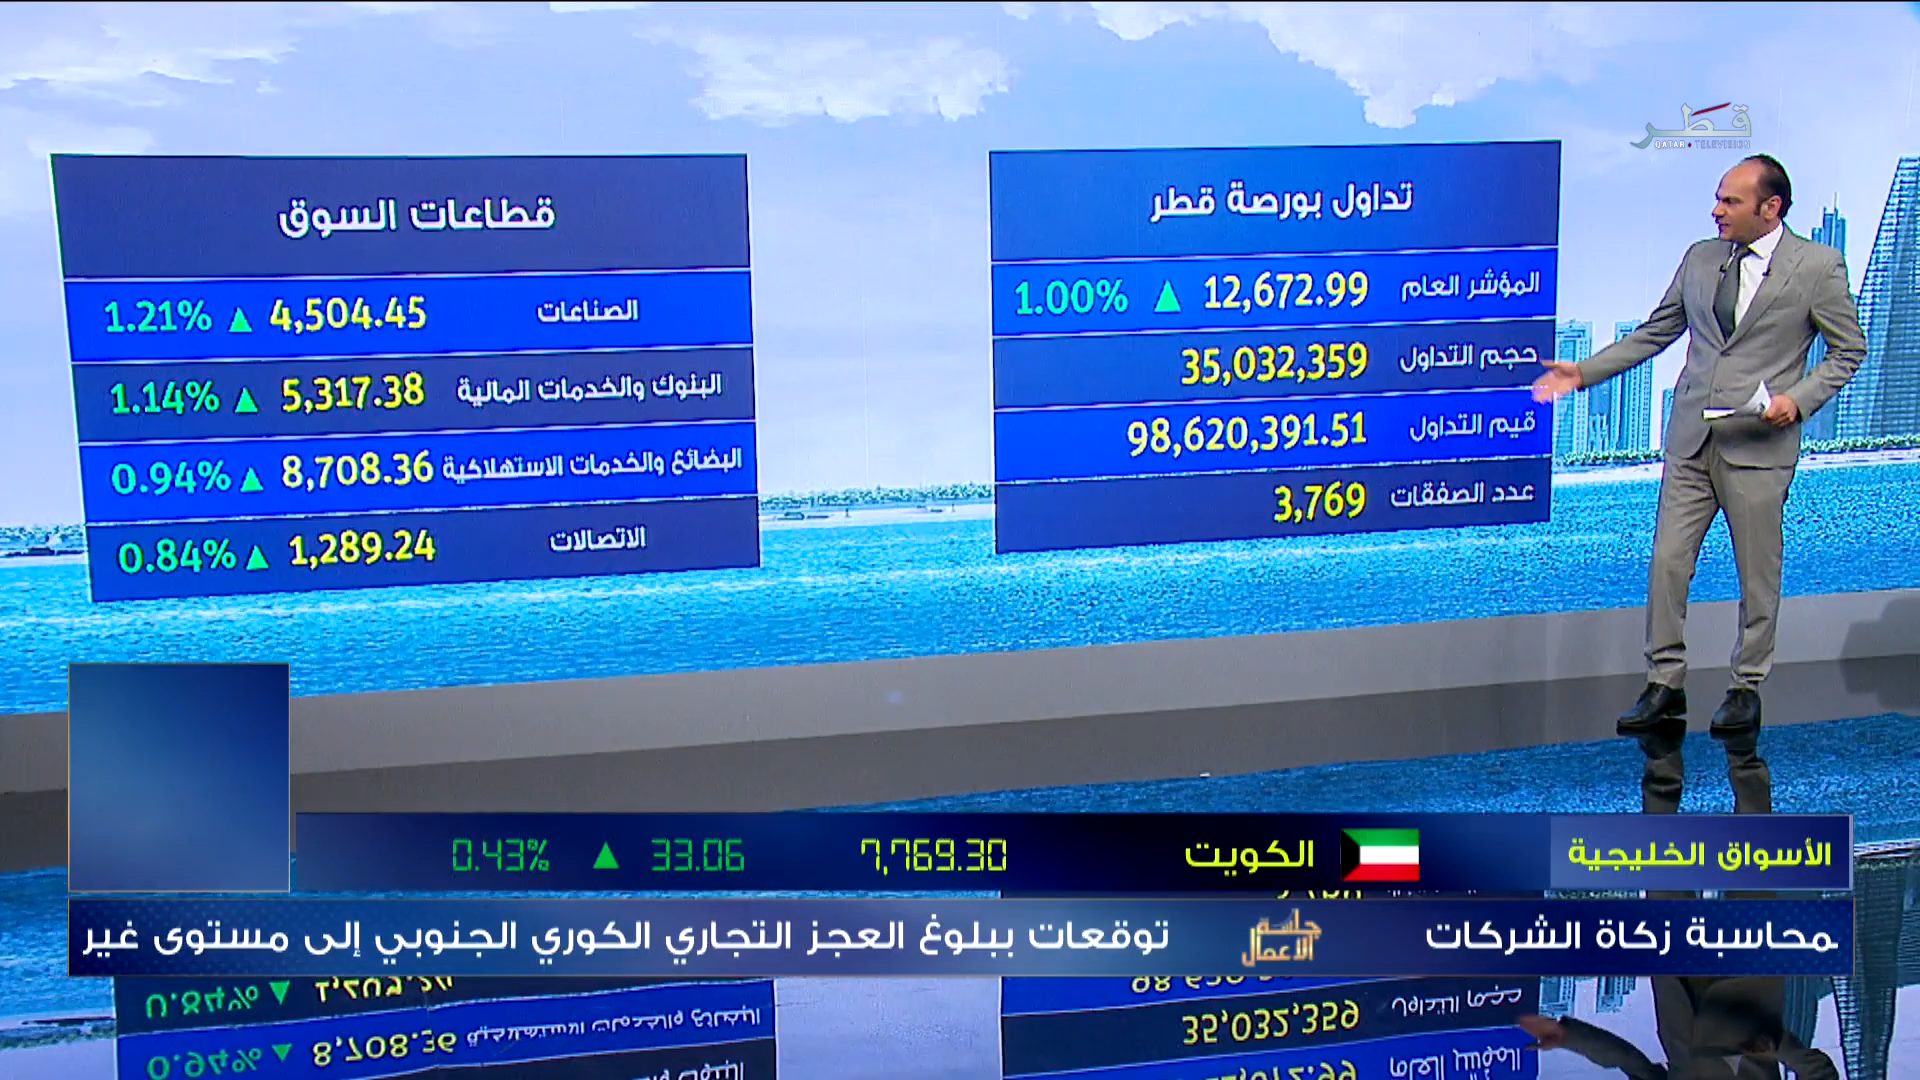 قطر
QATAR TELEVISION
تداول بورصة قطر
المؤشر العام 12,672.99 ▲ 1.00%
حجم التداول 35,032,359
قيم التداول 98,620,391.51
عدد الصفقات 3,769
قطاعات السوق
الصناعات 4,504.45 ▲ 1.21%
البنوك والخدمات المالية 5,317.38 ▲ 1.14%
البضائع والخدمات الاستهلاكية 8,708.36 ▲ 0.94%
الاتصالات 1,289.24 ▲ 0.84%
الأسواق الخليجية الكويت 7,769.30 33.06 ▲ 0.43%
محاسبة زكاة الشركات جلسة الأعمال توقعات ببلوغ العجز التجاري الكوري الجنوبي إلى مستوى غير